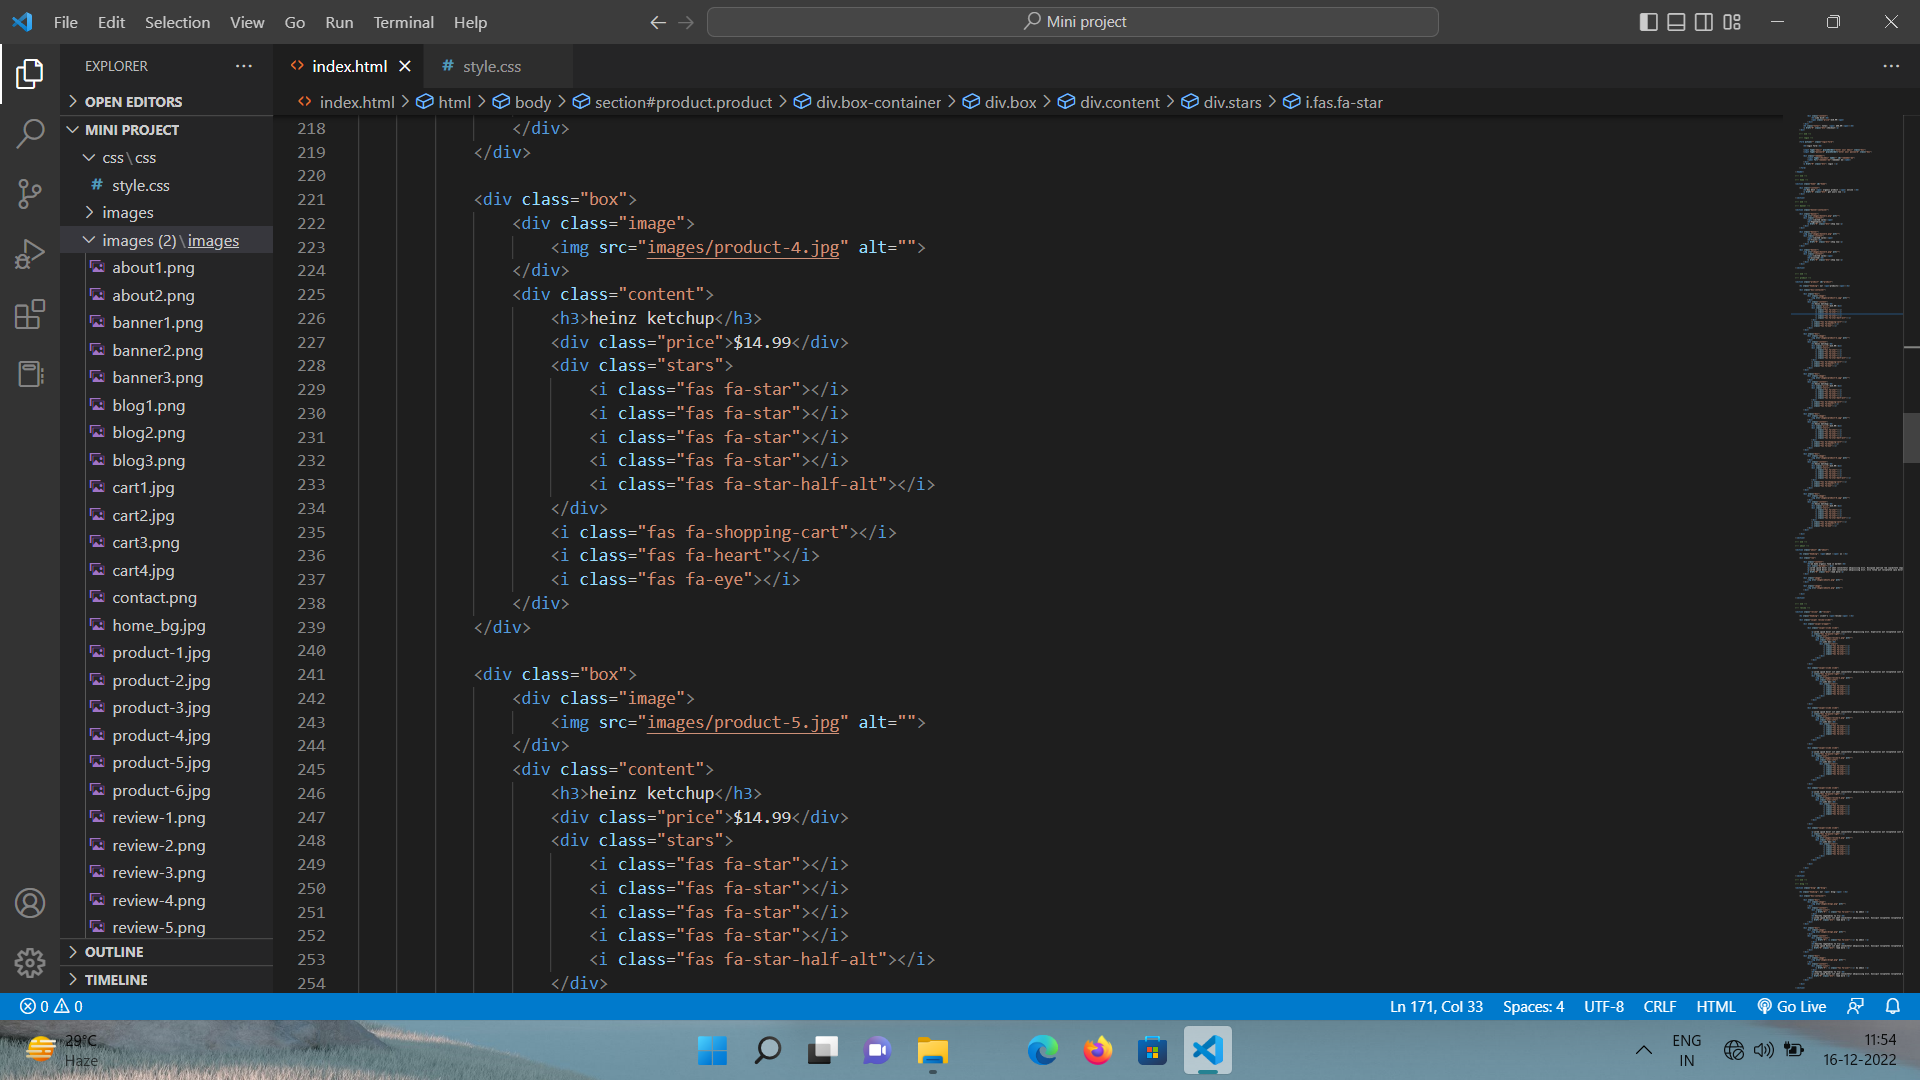 File Edit Selection View Go Run Terminal Help
Mini project
EXPLORER
OPEN EDITORS
MINI PROJECT
css\css
# style.css
images
images (2)\images
about1.png
about2.png
banner1.png
banner2.png
banner3.png
blog1.png
blog2.png
blog3.png
cart1.jpg
cart2.jpg
cart3.png
cart4.jpg
contact.png
home_bg.jpg
product-1.jpg
product-2.jpg
product-3.jpg
product-4.jpg
product-5.jpg
product-6.jpg
review-1.png
review-2.png
review-3.png
review-4.png
review-5.png
OUTLINE
TIMELINE
<> index.html
# style.css
<> index.html > html > body > section#product.product > div.box-container > div.box > div.content > div.stars > i.fas.fa-star
218 </div>
219 </div>
220
221 <div class="box">
222 <div class="image">
223 <img src="images/product-4.jpg" alt="">
224 </div>
225 <div class="content">
226 <h3>heinz ketchup</h3>
227 <div class="price">$14.99</div>
228 <div class="stars">
229 <i class="fas fa-star"></i>
230 <i class="fas fa-star"></i>
231 <i class="fas fa-star"></i>
232 <i class="fas fa-star"></i>
233 <i class="fas fa-star-half-alt"></i>
234 </div>
235 <i class="fas fa-shopping-cart"></i>
236 <i class="fas fa-heart"></i>
237 <i class="fas fa-eye"></i>
238 </div>
239 </div>
240
241 <div class="box">
242 <div class="image">
243 <img src="images/product-5.jpg" alt="">
244 </div>
245 <div class="content">
246 <h3>heinz ketchup</h3>
247 <div class="price">$14.99</div>
248 <div class="stars">
249 <i class="fas fa-star"></i>
250 <i class="fas fa-star"></i>
251 <i class="fas fa-star"></i>
252 <i class="fas fa-star"></i>
253 <i class="fas fa-star-half-alt"></i>
254 </div>
0 0
Ln 171, Col 33 Spaces: 4 UTF-8 CRLF HTML Go Live
29°C
Haze
ENG
IN
11:54
16-12-2022